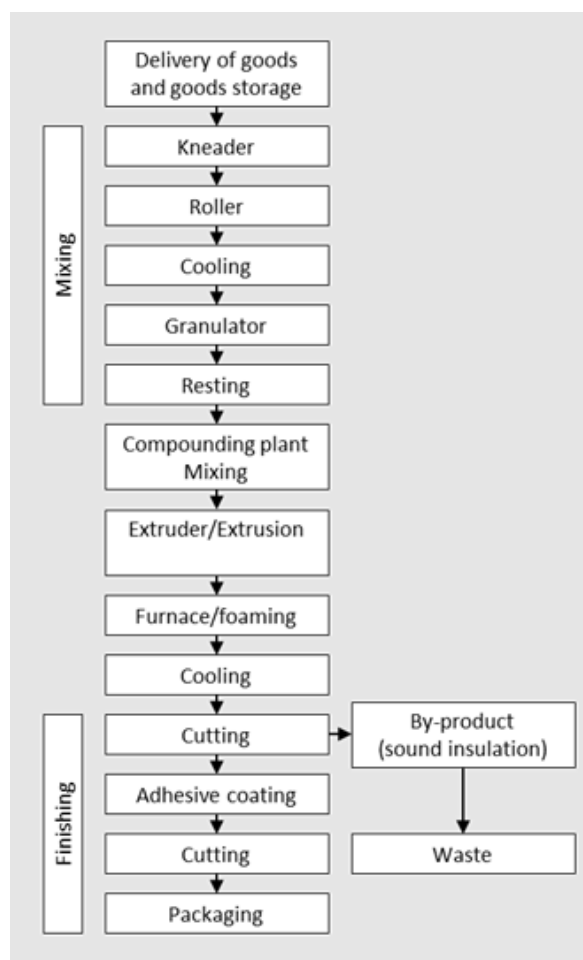 Delivery of goods
and goods storage
Mixing
Kneader
Roller
Cooling
Granulator
Resting
Compounding plant
Mixing
Extruder/Extrusion
Furnace/foaming
Cooling
Finishing
Cutting
By-product
(sound insulation)
Adhesive coating
Cutting
Waste
Packaging